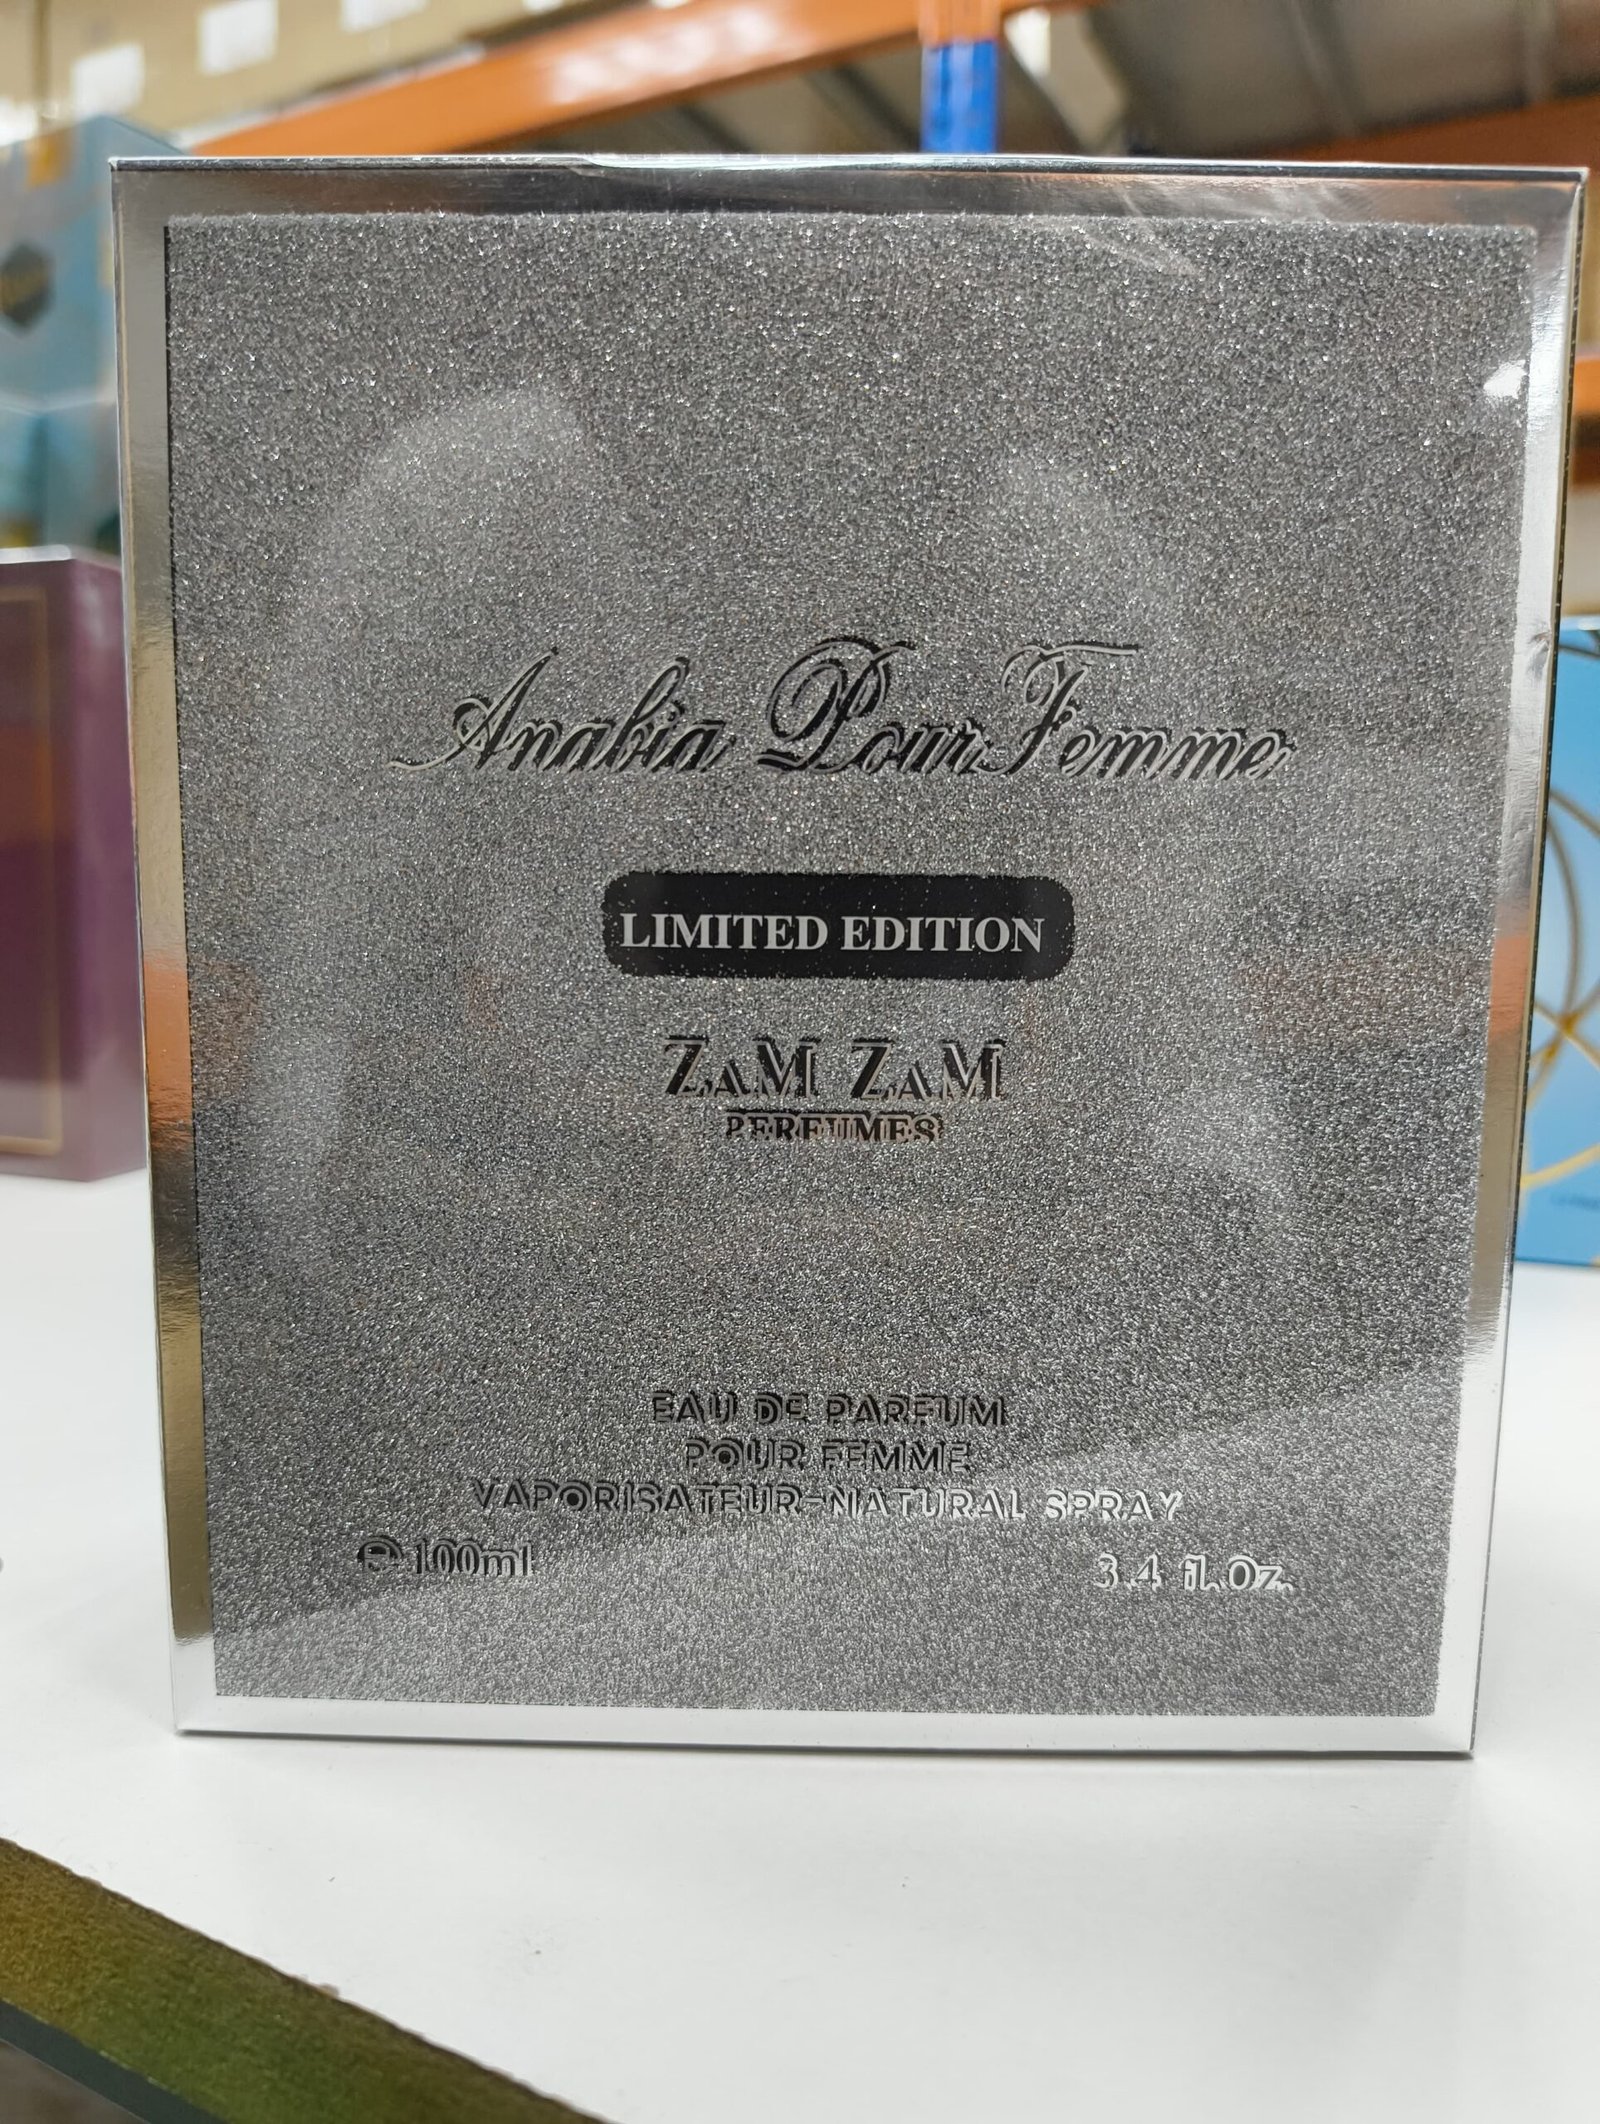 Anabia Pour Femme
LIMITED EDITION
ZAM ZAM
PERFUMES
EAU DE PARFUM
POUR FEMME
VAPORISATEUR-NATURAL SPRAY
℮ 100ml
3.4 fl.Oz.